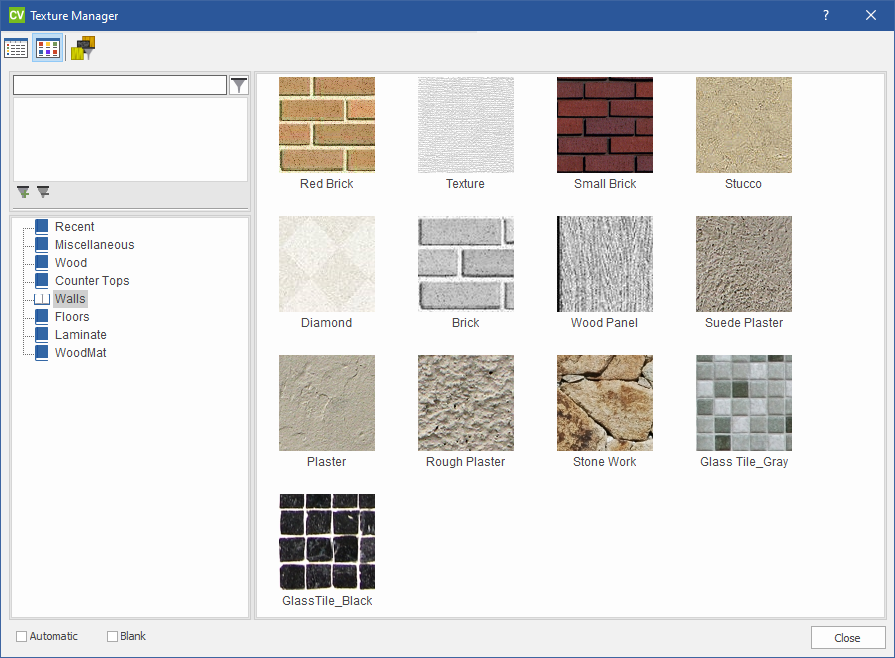 CV Texture Manager
?
Recent
Miscellaneous
Wood
Counter Tops
Walls
Floors
Laminate
WoodMat
Red Brick
Texture
Small Brick
Stucco
Diamond
Brick
Wood Panel
Suede Plaster
Plaster
Rough Plaster
Stone Work
Glass Tile_Gray
GlassTile_Black
Automatic
Blank
Close